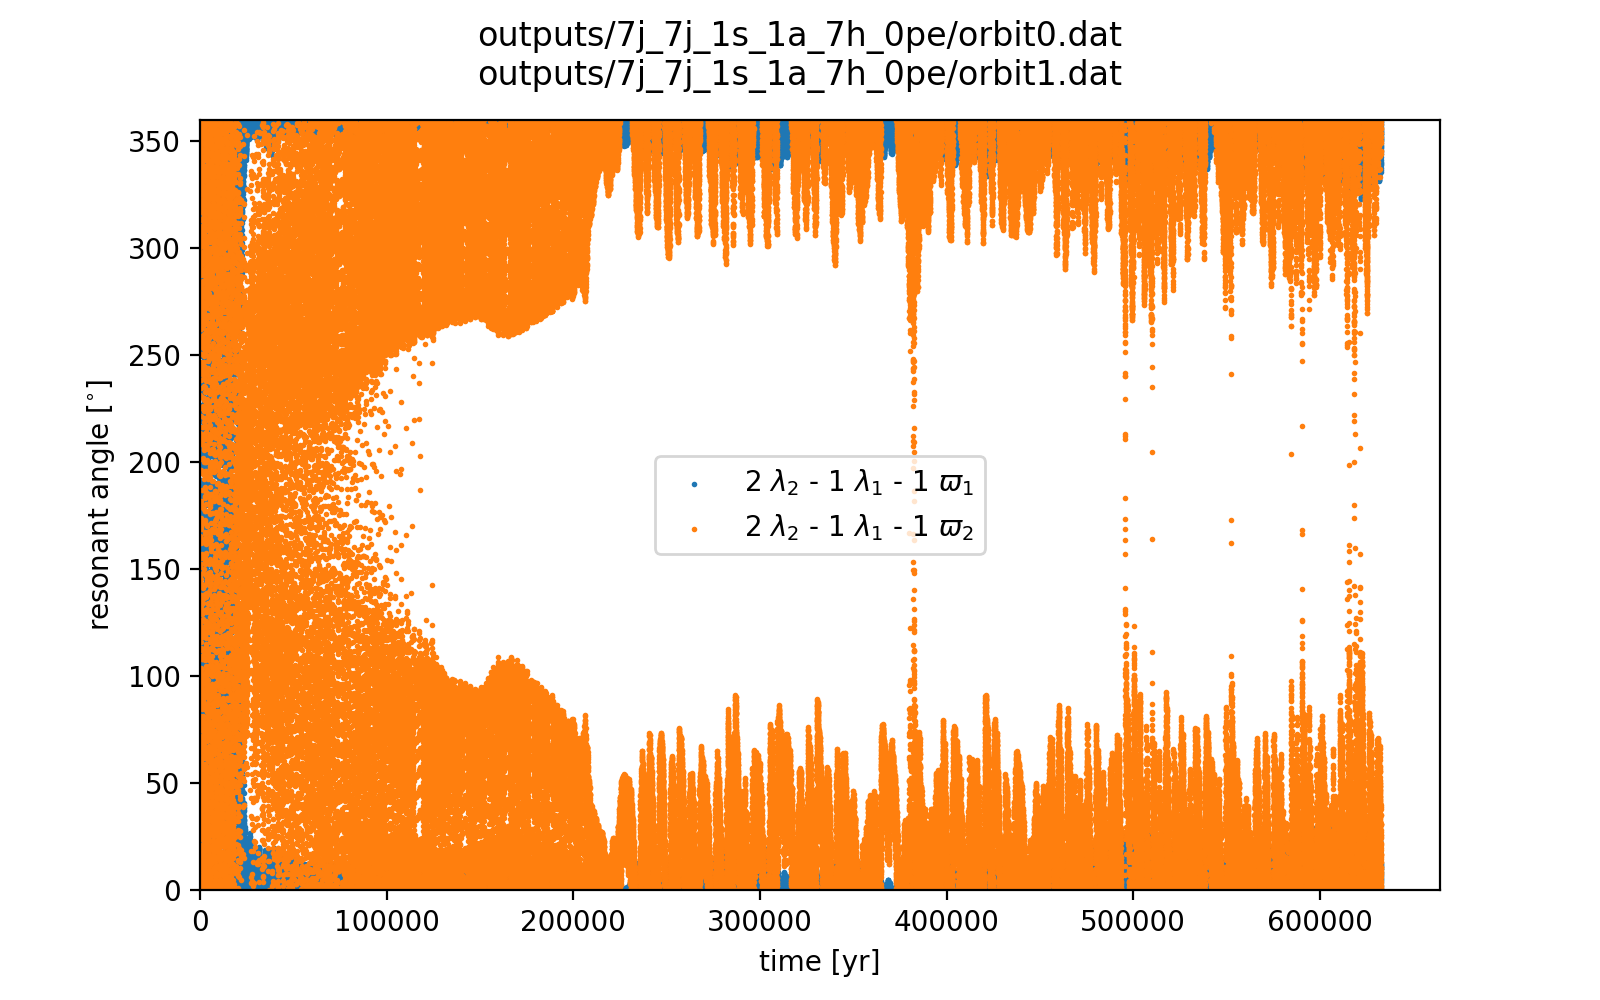 outputs/7j_7j_1s_1a_7h_0pe/orbit0.dat
outputs/7j_7j_1s_1a_7h_0pe/orbit1.dat
resonant angle [°]
350
300
250
200
150
100
50
0
2 λ₂ - 1 λ₁ - 1 ϖ₁
2 λ₂ - 1 λ₁ - 1 ϖ₂
0 100000 200000 300000 400000 500000 600000
time [yr]